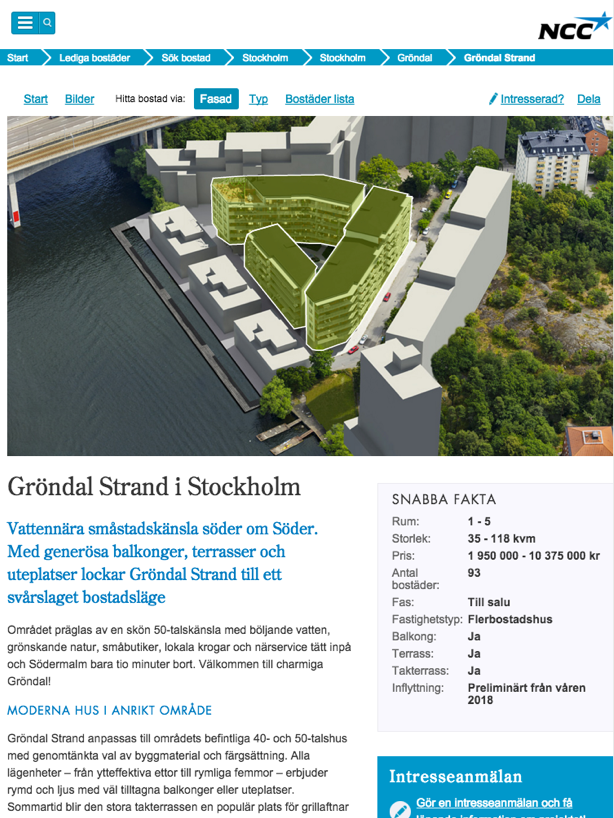 NCC
Start
Lediga bostäder
Sök bostad
Stockholm
Stockholm
Gröndal
Gröndal Strand
Start
Bilder
Hitta bostad via:
Fasad
Typ
Bostäder lista
Intresserad?
Dela
Gröndal Strand i Stockholm
Vattennära småstadskänsla söder om Söder.
Med generösa balkonger, terrasser och
uteplatser lockar Gröndal Strand till ett
svårslaget bostadsläge
Området präglas av en skön 50-talskänsla med böljande vatten,
grönskande natur, småbutiker, lokala krogar och närservice tätt inpå
och Södermalm bara tio minuter bort. Välkommen till charmiga
Gröndal!
MODERNA HUS I ANRIKT OMRÅDE
Gröndal Strand anpassas till områdets befintliga 40- och 50-talshus
med genomtänkta val av byggmaterial och färgsättning. Alla
lägenheter – från ytteffektiva ettor till rymliga femmor – erbjuder
rymd och ljus med väl tilltagna balkonger eller uteplatser.
Sommartid blir den stora takterrassen en populär plats för grillaftnar
SNABBA FAKTA
Rum: 1 - 5
Storlek: 35 - 118 kvm
Pris: 1 950 000 - 10 375 000 kr
Antal 93
bostäder:
Fas: Till salu
Fastighetstyp: Flerbostadshus
Balkong: Ja
Terrass: Ja
Takterrass: Ja
Inflyttning: Preliminärt från våren
2018
Intresseanmälan
Gör en intresseanmälan och få
löpande information om projektet!